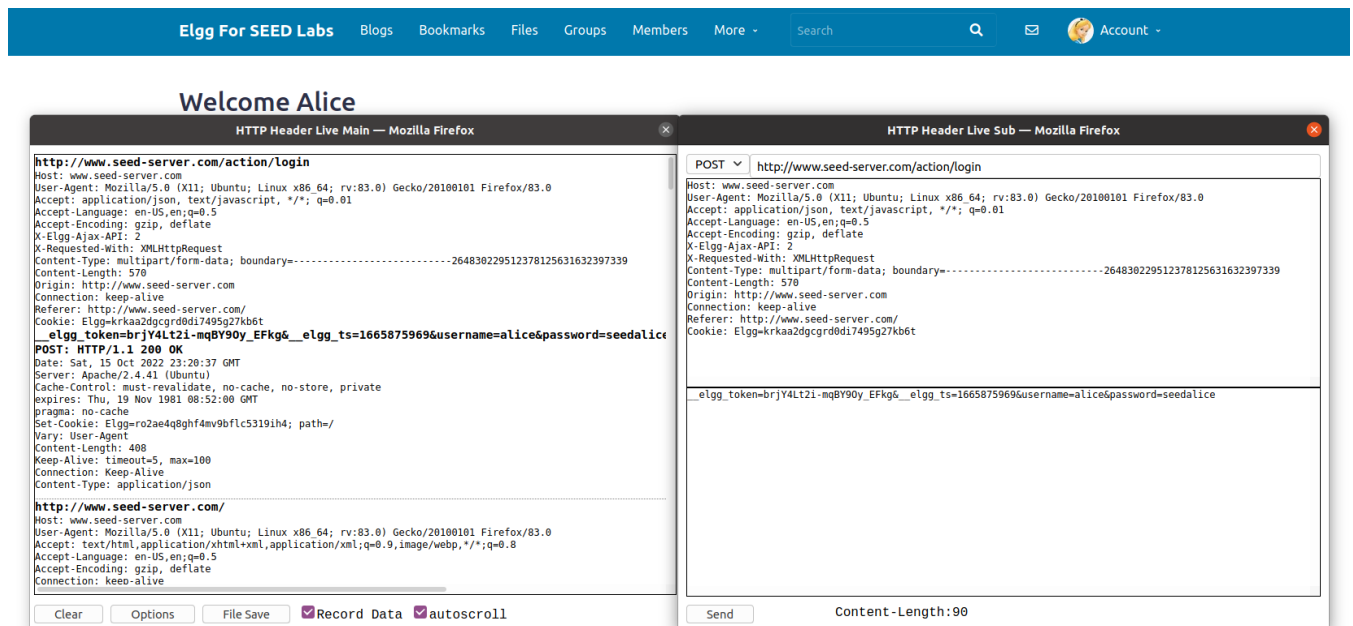 Elgg For SEED Labs Blogs Bookmarks Files Groups Members More Search Account
Welcome Alice
HTTP Header Live Main — Mozilla Firefox
http://www.seed-server.com/action/login
Host: www.seed-server.com
User-Agent: Mozilla/5.0 (X11; Ubuntu; Linux x86_64; rv:83.0) Gecko/20100101 Firefox/83.0
Accept: application/json, text/javascript, */*; q=0.01
Accept-Language: en-US,en;q=0.5
Accept-Encoding: gzip, deflate
X-Elgg-Ajax-API: 2
X-Requested-With: XMLHttpRequest
Content-Type: multipart/form-data; boundary=---------------------------264830229512378125631632397339
Content-Length: 570
Origin: http://www.seed-server.com
Connection: keep-alive
Referer: http://www.seed-server.com/
Cookie: Elgg=krkaa2dgcgrd0di7495g27kb6t
__elgg_token=brjY4Lt2i-mqBY9Oy_EFkg&__elgg_ts=1665875969&username=alice&password=seedalice
POST: HTTP/1.1 200 OK
Date: Sat, 15 Oct 2022 23:20:37 GMT
Server: Apache/2.4.41 (Ubuntu)
Cache-Control: must-revalidate, no-cache, no-store, private
expires: Thu, 19 Nov 1981 08:52:00 GMT
pragma: no-cache
Set-Cookie: Elgg=ro2ae4q8ghf4mv9bflc5319ih4; path=/
Vary: User-Agent
Content-Length: 408
Keep-Alive: timeout=5, max=100
Connection: Keep-Alive
Content-Type: application/json
http://www.seed-server.com/
Host: www.seed-server.com
User-Agent: Mozilla/5.0 (X11; Ubuntu; Linux x86_64; rv:83.0) Gecko/20100101 Firefox/83.0
Accept: text/html,application/xhtml+xml,application/xml;q=0.9,image/webp,*/*;q=0.8
Accept-Language: en-US,en;q=0.5
Accept-Encoding: gzip, deflate
Connection: keep-alive
Clear Options File Save Record Data autoscroll
HTTP Header Live Sub — Mozilla Firefox
POST http://www.seed-server.com/action/login
Host: www.seed-server.com
User-Agent: Mozilla/5.0 (X11; Ubuntu; Linux x86_64; rv:83.0) Gecko/20100101 Firefox/83.0
Accept: application/json, text/javascript, */*; q=0.01
Accept-Language: en-US,en;q=0.5
Accept-Encoding: gzip, deflate
X-Elgg-Ajax-API: 2
X-Requested-With: XMLHttpRequest
Content-Type: multipart/form-data; boundary=---------------------------264830229512378125631632397339
Content-Length: 570
Origin: http://www.seed-server.com
Connection: keep-alive
Referer: http://www.seed-server.com/
Cookie: Elgg=krkaa2dgcgrd0di7495g27kb6t
__elgg_token=brjY4Lt2i-mqBY9Oy_EFkg&__elgg_ts=1665875969&username=alice&password=seedalice
Send Content-Length:90